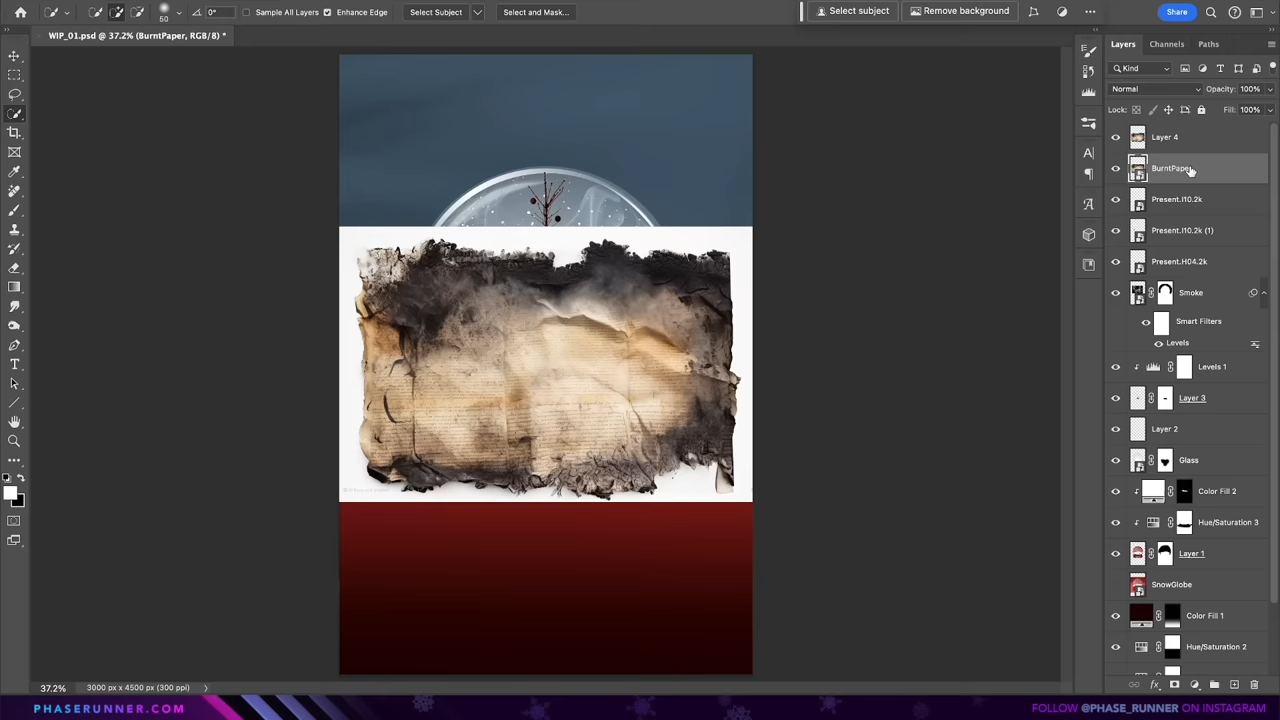 50
0°
Sample All Layers
Enhance Edge
Select Subject
Select and Mask...
Select subject
Remove background
Share
WIP_01.psd @ 37.2% (BurntPaper, RGB/8) *
Layers Channels Paths
Kind
Normal Opacity: 100%
Lock: Fill: 100%
Layer 4
BurntPaper
Present.I10.2k
Present.I10.2k (1)
Present.H04.2k
Smoke
Smart Filters
Levels
Levels 1
Layer 3
Layer 2
Glass
Color Fill 2
Hue/Saturation 3
Layer 1
SnowGlobe
Color Fill 1
Hue/Saturation 2
37.2% 3000 px x 4500 px (300 ppi)
PHASERUNNER.COM
FOLLOW @PHASE_RUNNER ON INSTAGRAM